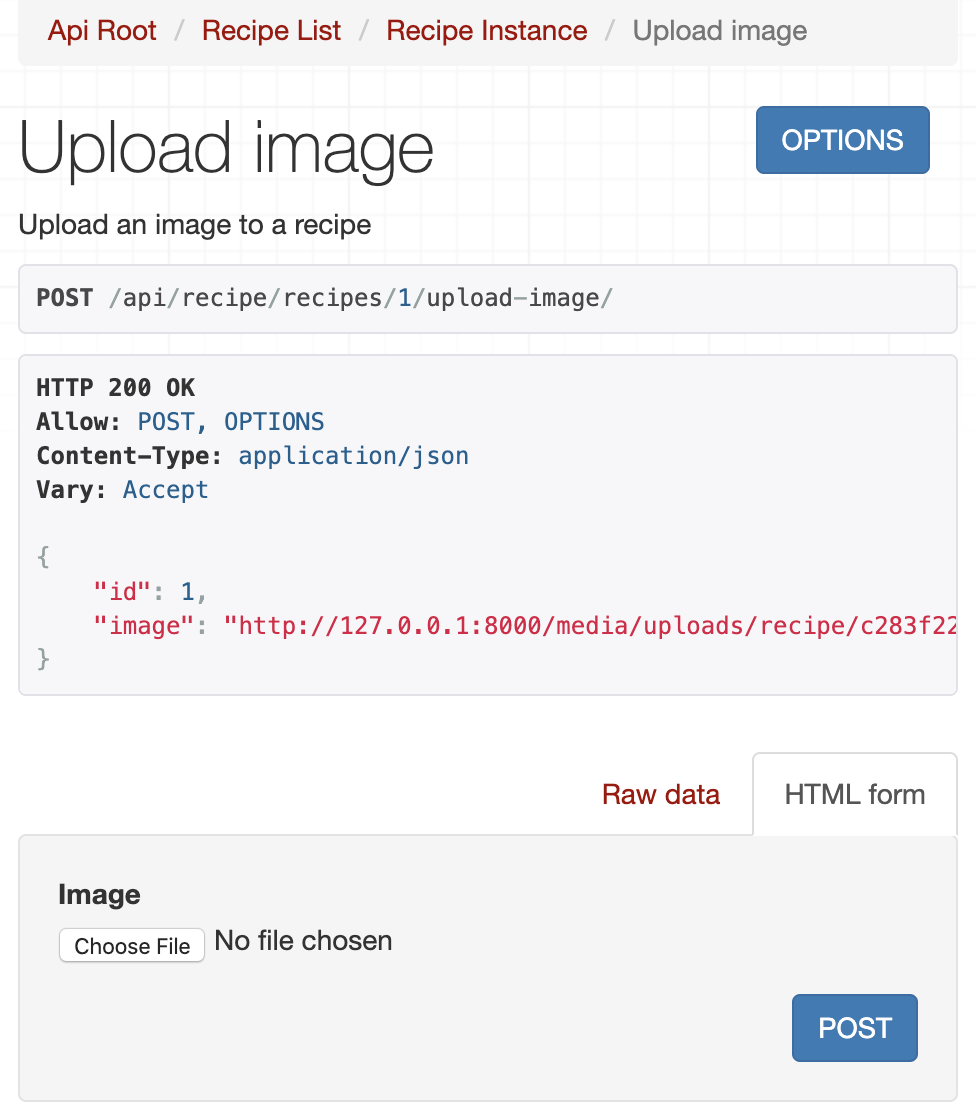 Api Root / Recipe List / Recipe Instance / Upload image
Upload image
OPTIONS
Upload an image to a recipe
POST /api/recipe/recipes/1/upload-image/
HTTP 200 OK
Allow: POST, OPTIONS
Content-Type: application/json
Vary: Accept
{
    "id": 1,
    "image": "http://127.0.0.1:8000/media/uploads/recipe/c283f22
}
Raw data
HTML form
Image
Choose File No file chosen
POST